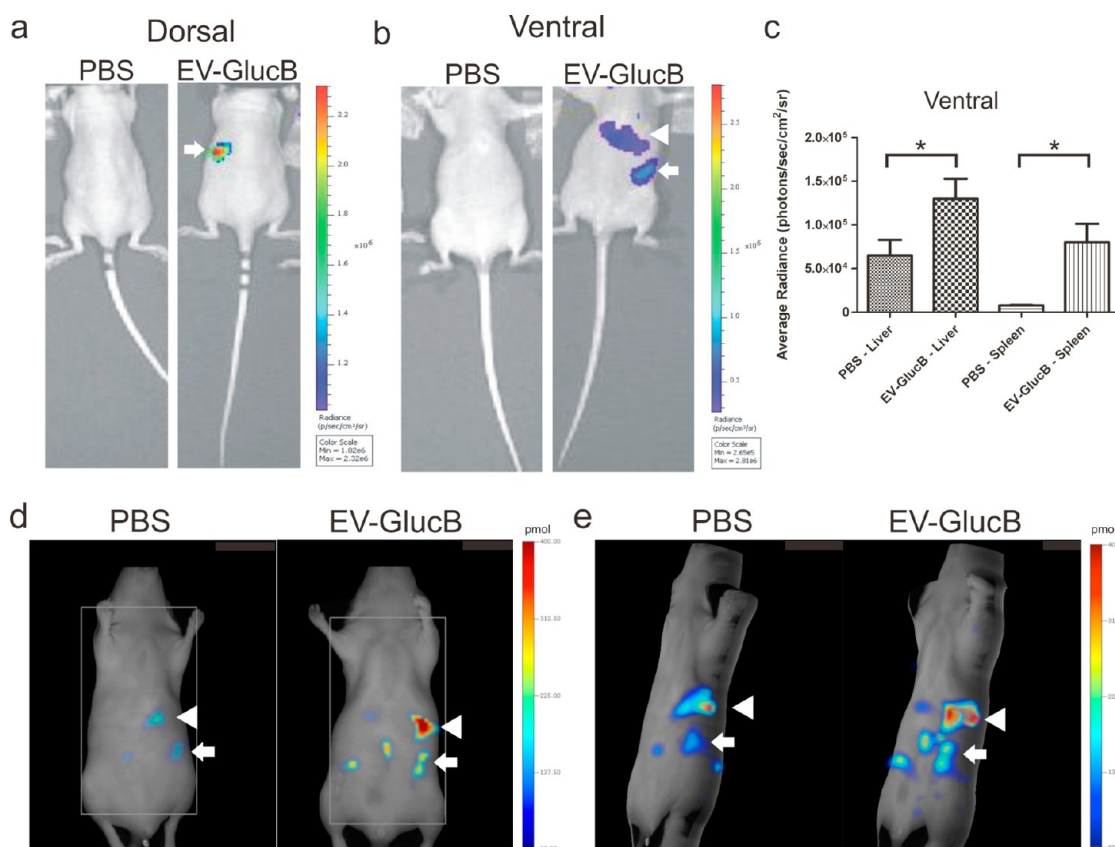 a
Dorsal
PBS EV-GlucB
2.2
2.0
1.8
×10⁶
1.6
1.4
1.2
Radiance
(p/sec/cm²/sr)
Color Scale
Min = 1.02e6
Max = 2.32e6
b
Ventral
PBS EV-GlucB
2.5
2.0
1.5
×10⁶
1.0
0.5
Radiance
(p/sec/cm²/sr)
Color Scale
Min = 2.65e5
Max = 2.81e6
c
Ventral
Average Radiance (photons/sec/cm²/sr)
2.0×10⁵
1.5×10⁵
1.0×10⁵
5.0×10⁴
0
* *
PBS - Liver
EV-GlucB - Liver
PBS - Spleen
EV-GlucB - Spleen
d
PBS EV-GlucB
pmol
400.00
312.50
225.00
137.50
e
PBS EV-GlucB
pmo